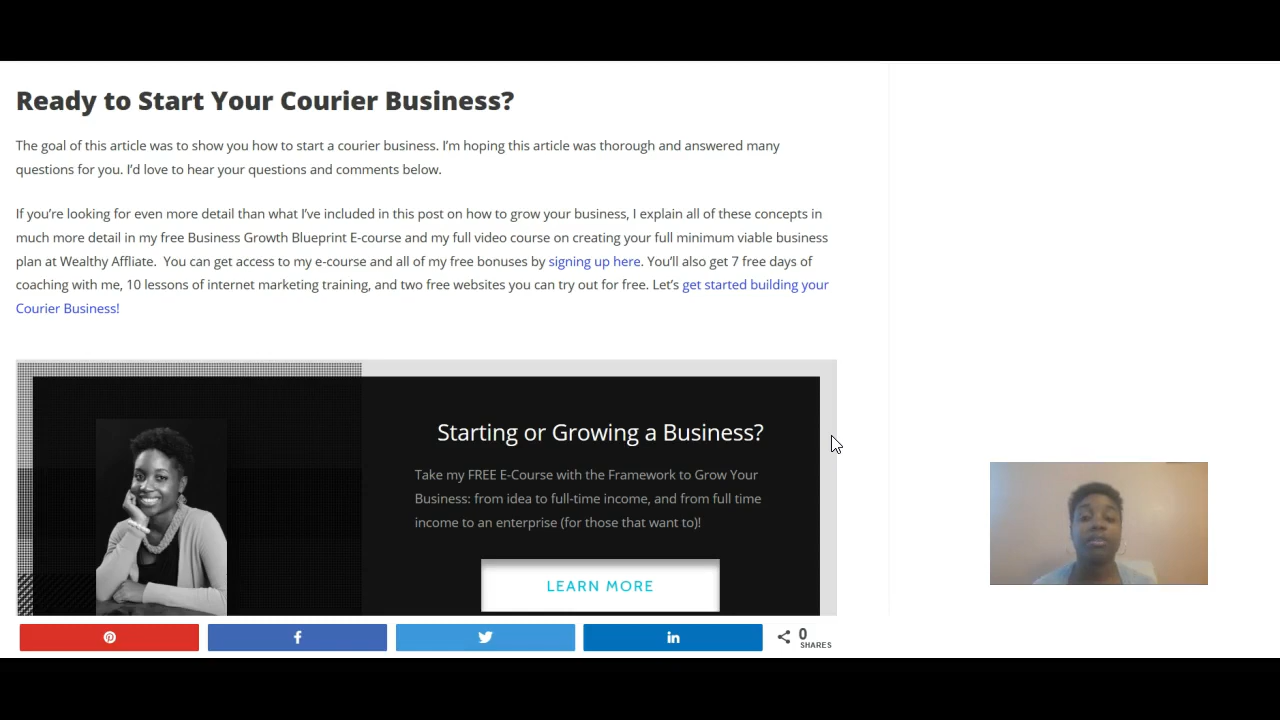 Ready to Start Your Courier Business?
The goal of this article was to show you how to start a courier business. I’m hoping this article was thorough and answered many
questions for you. I’d love to hear your questions and comments below.
If you’re looking for even more detail than what I’ve included in this post on how to grow your business, I explain all of these concepts in
much more detail in my free Business Growth Blueprint E-course and my full video course on creating your full minimum viable business
plan at Wealthy Affliate.  You can get access to my e-course and all of my free bonuses by signing up here. You’ll also get 7 free days of
coaching with me, 10 lessons of internet marketing training, and two free websites you can try out for free. Let’s get started building your
Courier Business!
Starting or Growing a Business?
Take my FREE E-Course with the Framework to Grow Your
Business: from idea to full-time income, and from full time
income to an enterprise (for those that want to)!
LEARN MORE
0
SHARES